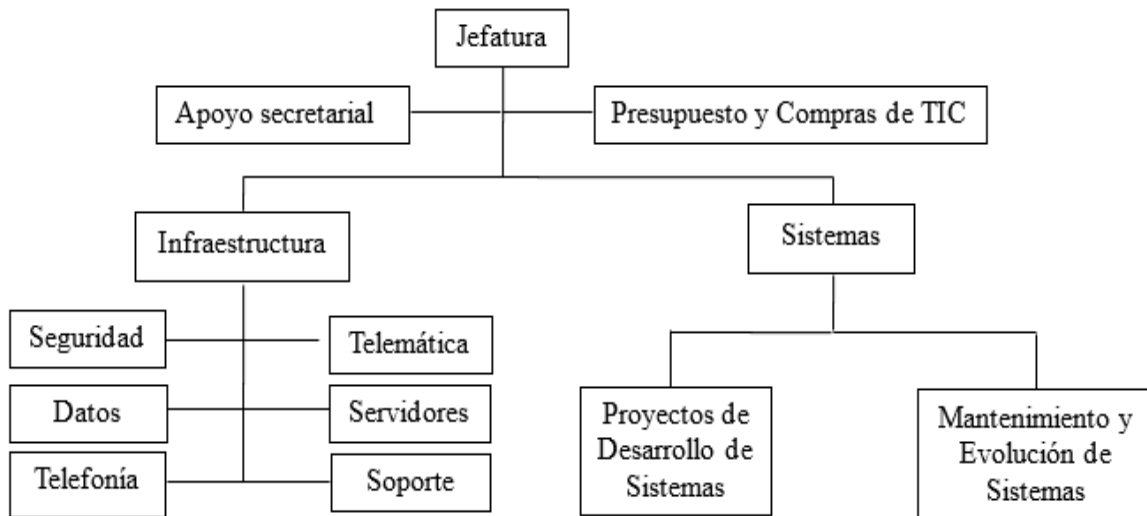 Jefatura
Apoyo secretarial
Presupuesto y Compras de TIC
Infraestructura
Sistemas
Seguridad
Telemática
Datos
Servidores
Telefonía
Soporte
Proyectos de
Desarrollo de
Sistemas
Mantenimiento y
Evolución de
Sistemas